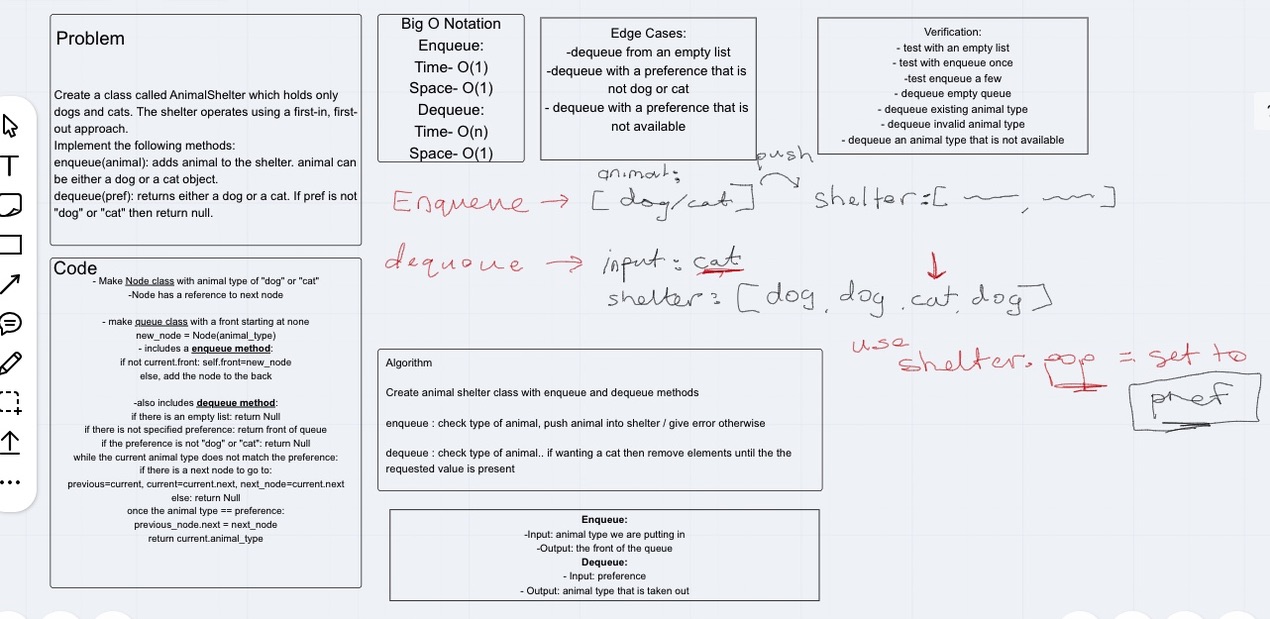 Problem
Create a class called AnimalShelter which holds only
dogs and cats. The shelter operates using a first-in, first-
out approach.
Implement the following methods:
enqueue(animal): adds animal to the shelter. animal can
be either a dog or a cat object.
dequeue(pref): returns either a dog or a cat. If pref is not
"dog" or "cat" then return null.
Big O Notation
Enqueue:
Time- O(1)
Space- O(1)
Dequeue:
Time- O(n)
Space- O(1)
Edge Cases:
-dequeue from an empty list
-dequeue with a preference that is
not dog or cat
- dequeue with a preference that is
not available
Verification:
- test with an empty list
- test with enqueue once
-test enqueue a few
- dequeue empty queue
- dequeue existing animal type
- dequeue invalid animal type
- dequeue an animal type that is not available
push
animal:
Enqueue → [ dog/cat ] shelter:[ , ]
dequoue → input: cat
shelter: [dog, dog, cat, dog]
use
shelter.pop = set to
pref
Code
- Make Node class with animal type of "dog" or "cat"
-Node has a reference to next node
- make queue class with a front starting at none
new_node = Node(animal_type)
- includes a enqueue method:
if not current.front: self.front=new_node
else, add the node to the back
-also includes dequeue method:
if there is an empty list: return Null
if there is not specified preference: return front of queue
if the preference is not "dog" or "cat": return Null
while the current animal type does not match the preference:
if there is a next node to go to:
previous=current, current=current.next, next_node=current.next
else: return Null
once the animal type == preference:
previous_node.next = next_node
return current.animal_type
Algorithm
Create animal shelter class with enqueue and dequeue methods
enqueue : check type of animal, push animal into shelter / give error otherwise
dequeue : check type of animal.. if wanting a cat then remove elements until the the
requested value is present
Enqueue:
-Input: animal type we are putting in
-Output: the front of the queue
Dequeue:
- Input: preference
- Output: animal type that is taken out